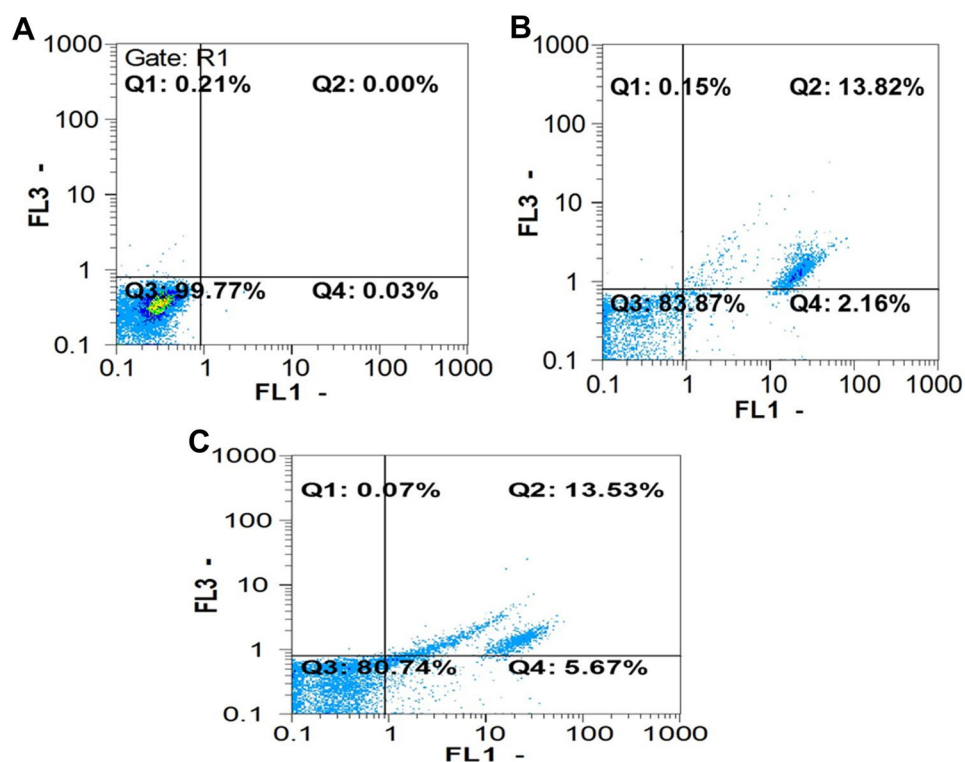 A
1000
100
10
1
0.1
FL3 -
Gate: R1
Q1: 0.21%
Q2: 0.00%
Q3: 99.77%
Q4: 0.03%
0.1
1
10
100
1000
FL1 -
B
1000
100
10
1
0.1
FL3 -
Q1: 0.15%
Q2: 13.82%
Q3: 83.87%
Q4: 2.16%
0.1
1
10
100
1000
FL1 -
C
1000
100
10
1
0.1
FL3 -
Q1: 0.07%
Q2: 13.53%
Q3: 80.74%
Q4: 5.67%
0.1
1
10
100
1000
FL1 -